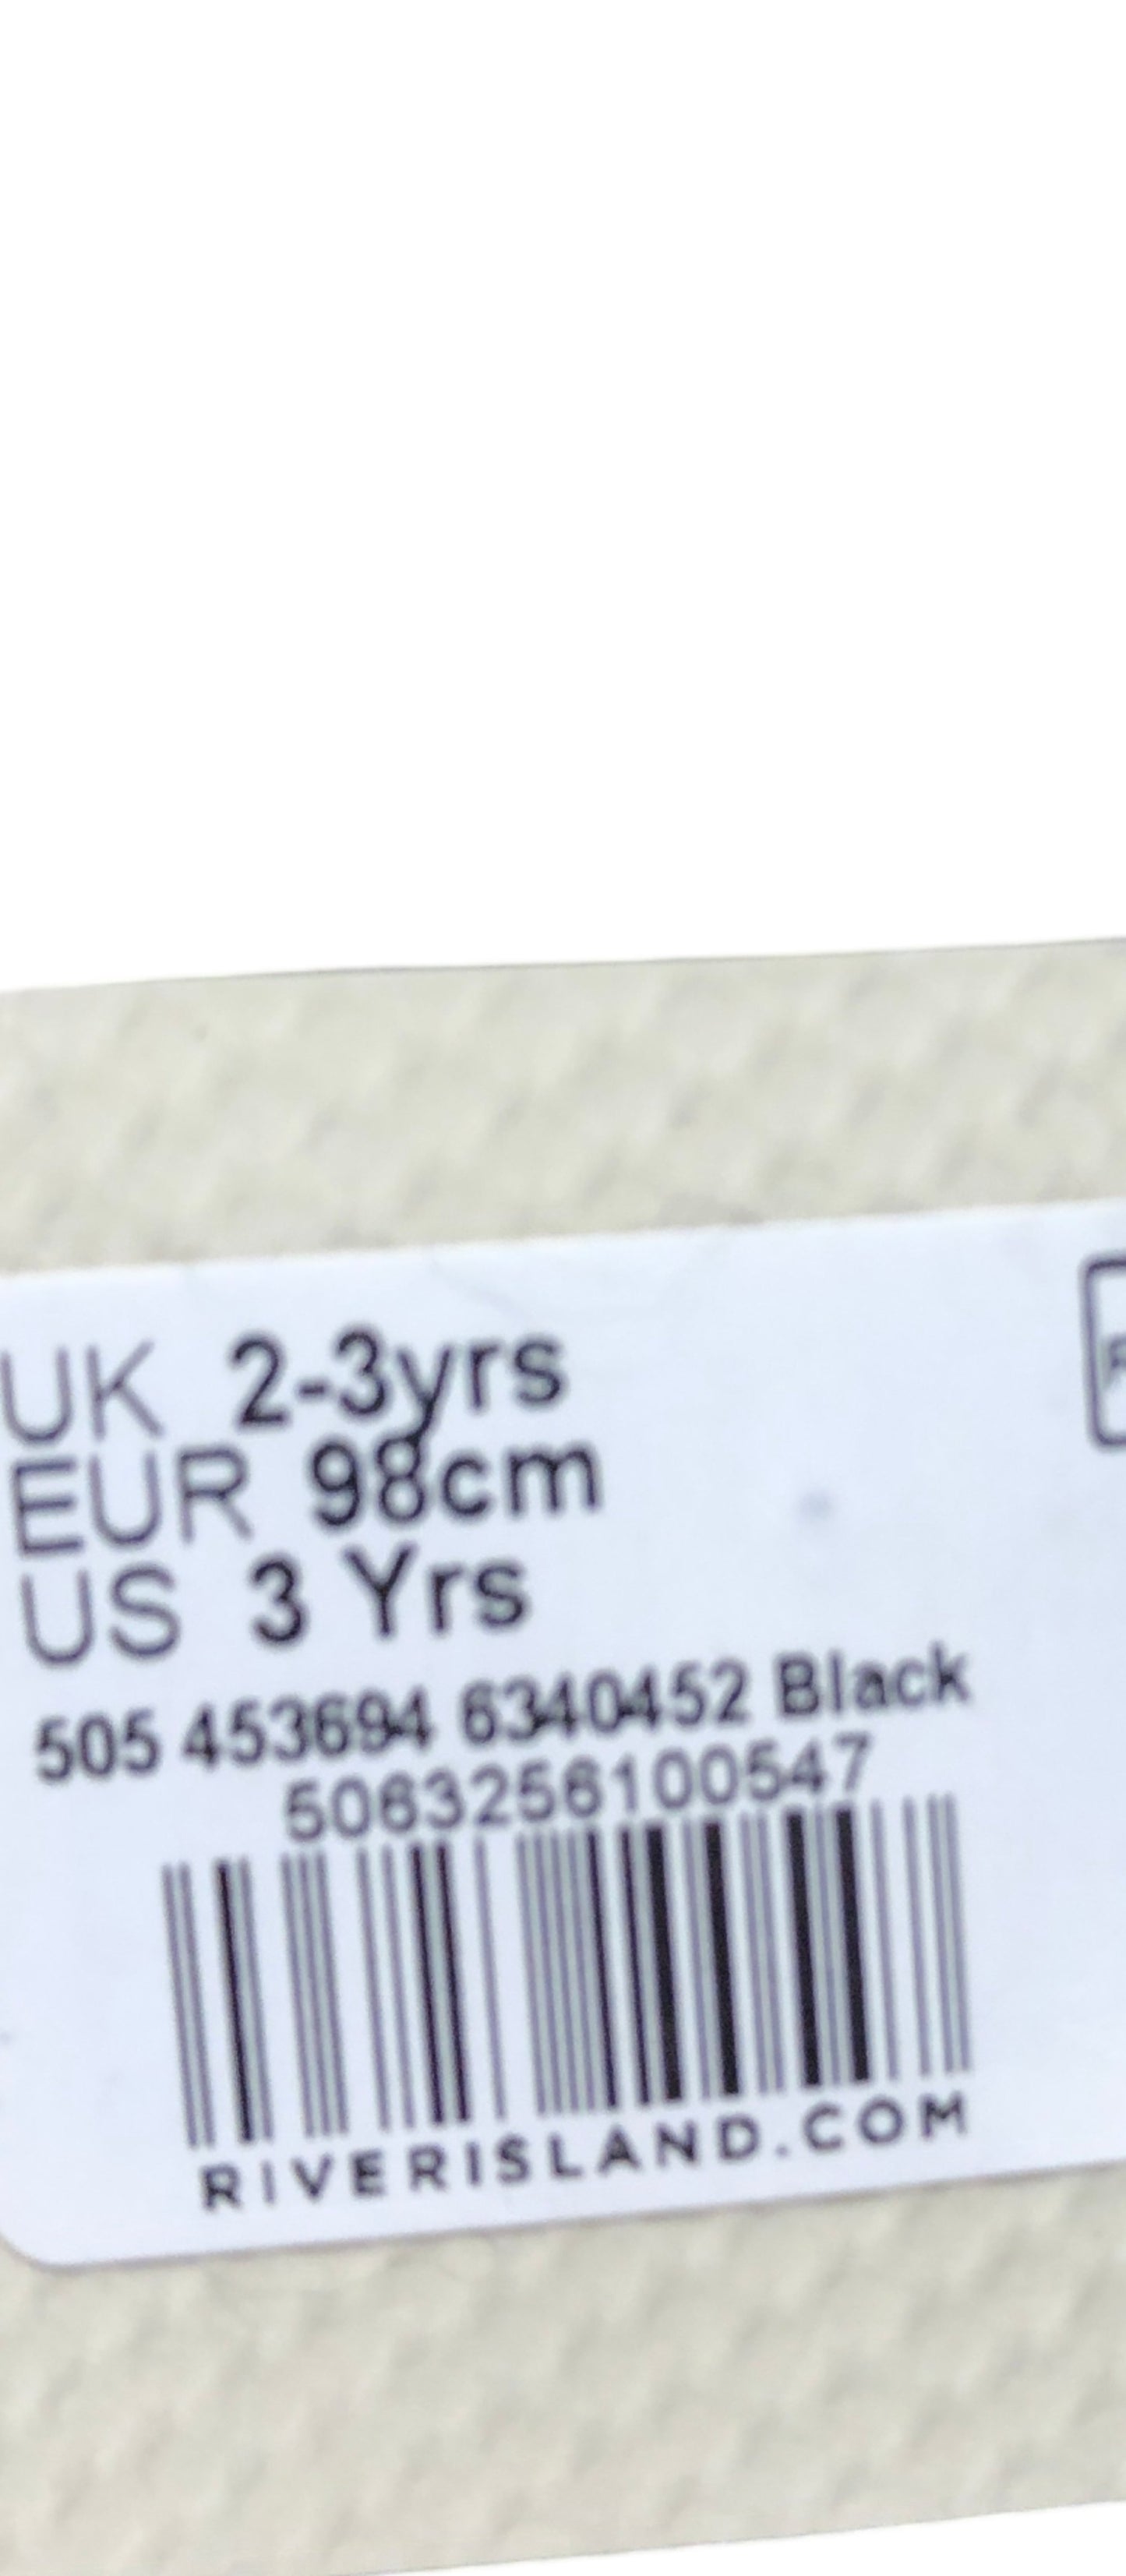 UK 2-3yrs
EUR 98cm
US 3 Yrs
505 453694 6340452 Black
5063256100547
RIVERISLAND.COM